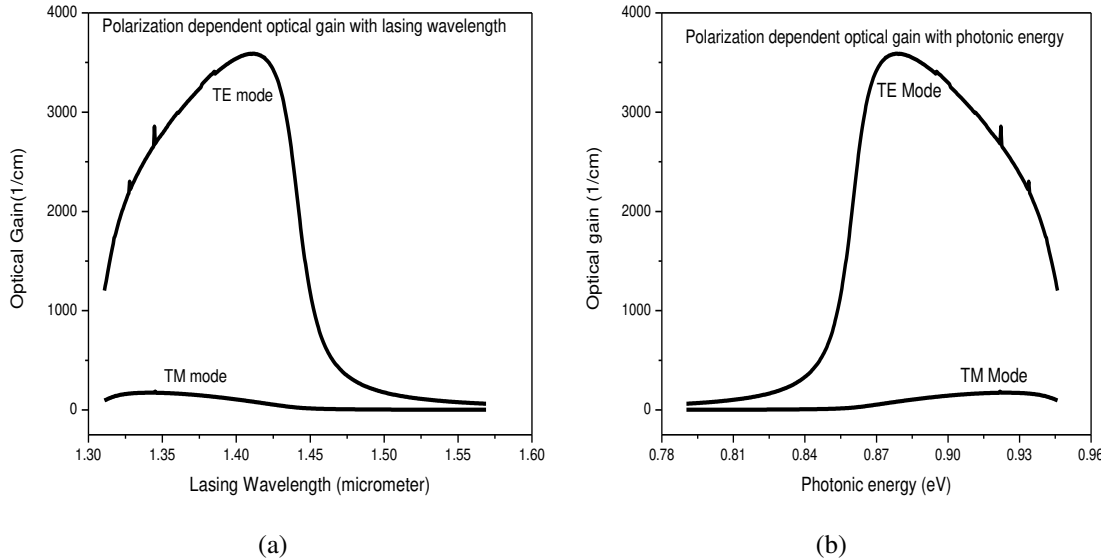 Polarization dependent optical gain with lasing wavelength
4000
3000
2000
1000
0
Optical Gain(1/cm)
TE mode
TM mode
1.30 1.35 1.40 1.45 1.50 1.55 1.60
Lasing Wavelength (micrometer)
(a)
Polarization dependent optical gain with photonic energy
4000
3000
2000
1000
0
Optical gain (1/cm)
TE Mode
TM Mode
0.78 0.81 0.84 0.87 0.90 0.93 0.96
Photonic energy (eV)
(b)